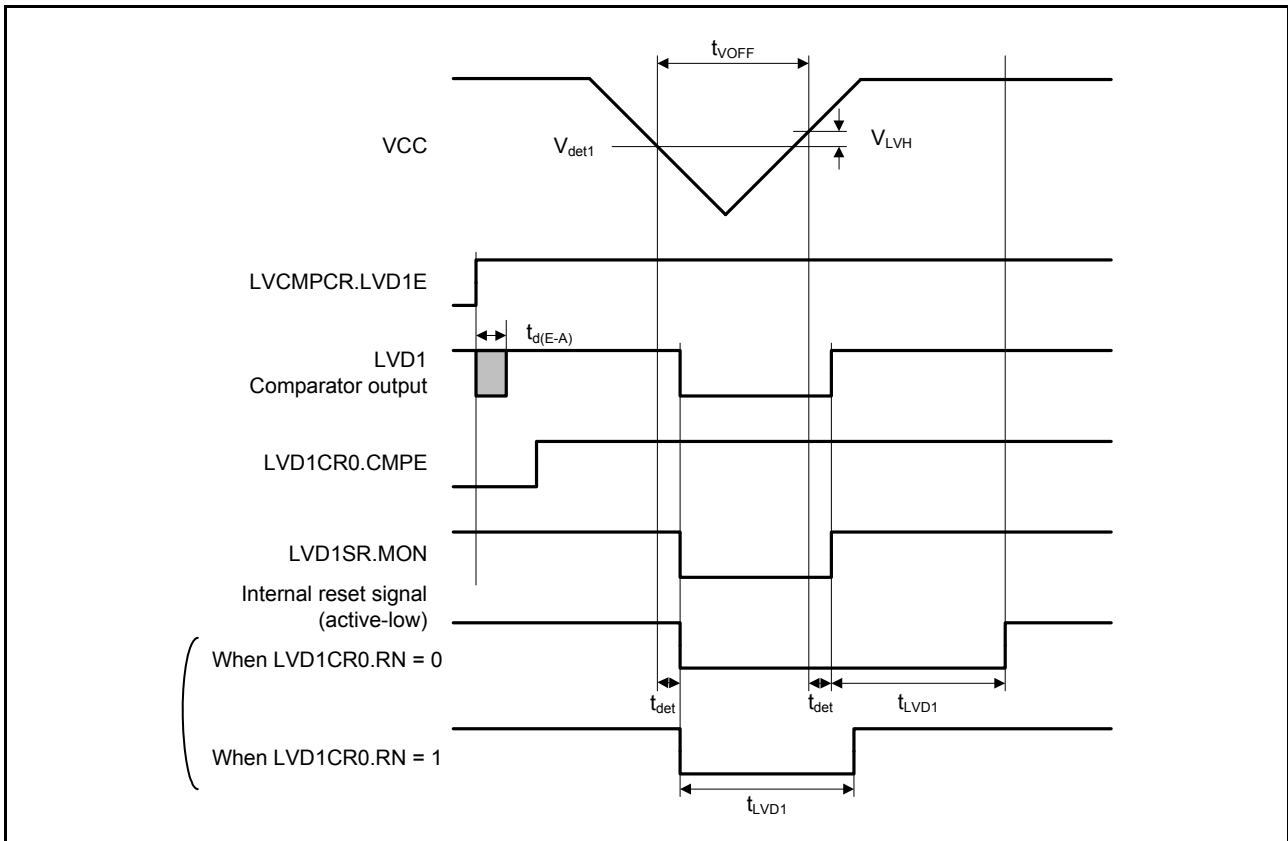 tVOFF
VCC
Vdet1
VLVH
LVCMPCR.LVD1E
td(E-A)
LVD1
Comparator output
LVD1CR0.CMPE
LVD1SR.MON
Internal reset signal
(active-low)
When LVD1CR0.RN = 0
tdet
tdet
tLVD1
When LVD1CR0.RN = 1
tLVD1